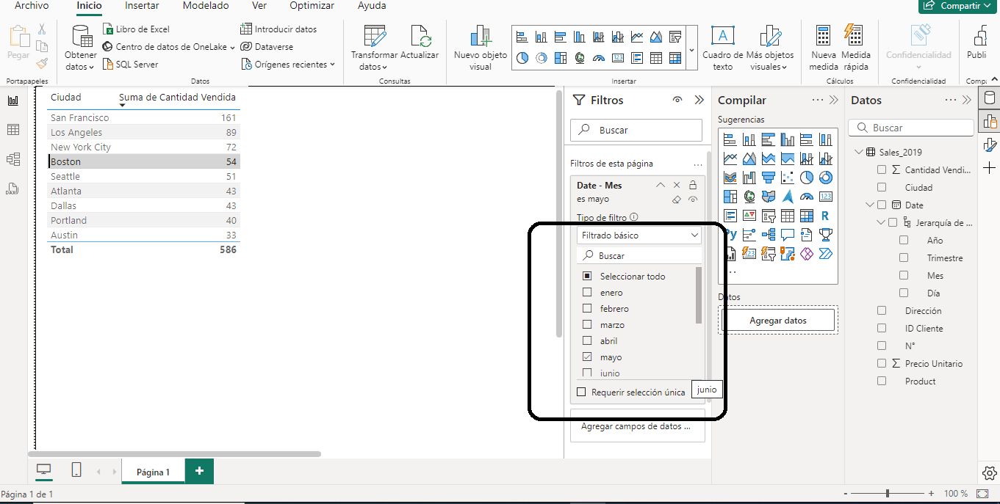 Archivo Inicio Insertar Modelado Ver Optimizar Ayuda Compartir
Pegar
Portapapeles
Obtener datos
Libro de Excel
Centro de datos de OneLake
SQL Server
Introducir datos
Dataverse
Orígenes recientes
Datos
Transformar datos
Actualizar
Consultas
Nuevo objeto visual
A
123
Cuadro de texto
Más objetos visuales
Insertar
Nueva medida
Medida rápida
Cálculos
Confidencialidad
Confidencialidad
Publi
Compa
DAX
Ciudad Suma de Cantidad Vendida
San Francisco 161
Los Angeles 89
New York City 72
Boston 54
Seattle 51
Atlanta 43
Dallas 43
Portland 40
Austin 33
Total 586
Filtros
Buscar
Filtros de esta página ...
Date - Mes
es mayo
Tipo de filtro
Filtrado básico
Buscar
Seleccionar todo
enero
febrero
marzo
abril
mayo
junio
Requerir selección única
junio
Agregar campos de datos ...
Compilar ...
Sugerencias
123
R
Py
123
...
Datos
Agregar datos
Datos ...
Buscar
Sales_2019
Σ Cantidad Vendi...
Ciudad
Date
Jerarquía de ...
Año
Trimestre
Mes
Día
Dirección
ID Cliente
N°
Σ Precio Unitario
Product
Página 1 +
Página 1 de 1
- + 100 %